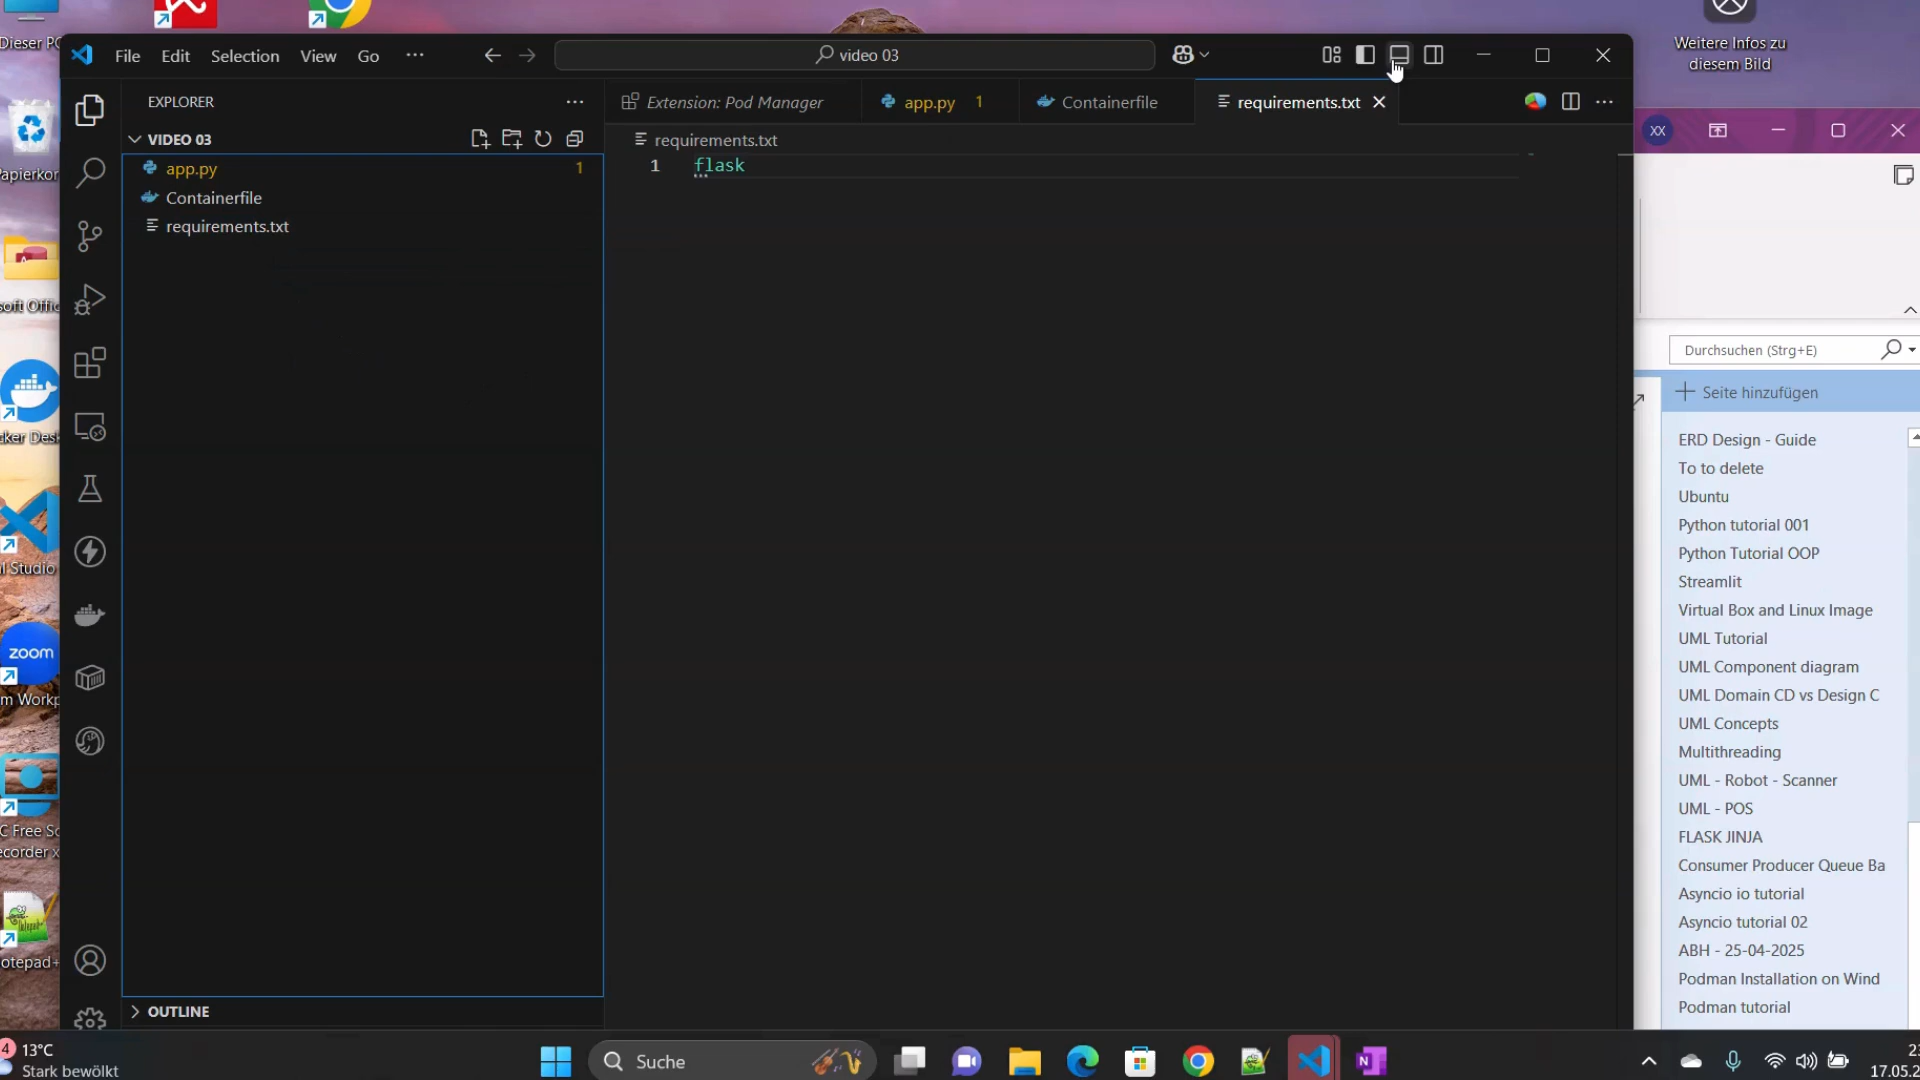 Dieser PC
Weitere Infos zu
diesem Bild
File Edit Selection View Go ···
video 03
EXPLORER
VIDEO 03
app.py 1
Containerfile
requirements.txt
OUTLINE
Extension: Pod Manager
app.py 1
Containerfile
requirements.txt
requirements.txt
1 flask
XX
Durchsuchen (Strg+E)
Seite hinzufügen
ERD Design - Guide
To to delete
Ubuntu
Python tutorial 001
Python Tutorial OOP
Streamlit
Virtual Box and Linux Image
UML Tutorial
UML Component diagram
UML Domain CD vs Design C
UML Concepts
Multithreading
UML - Robot - Scanner
UML - POS
FLASK JINJA
Consumer Producer Queue Ba
Asyncio io tutorial
Asyncio tutorial 02
ABH - 25-04-2025
Podman Installation on Wind
Podman tutorial
Papierkor
soft Offic
cker Desk
l Studio
zoom
m Workp
C Free Sc
ecorder x
otepad+
4
13°C
Stark bewölkt
Suche
23
17.05.2